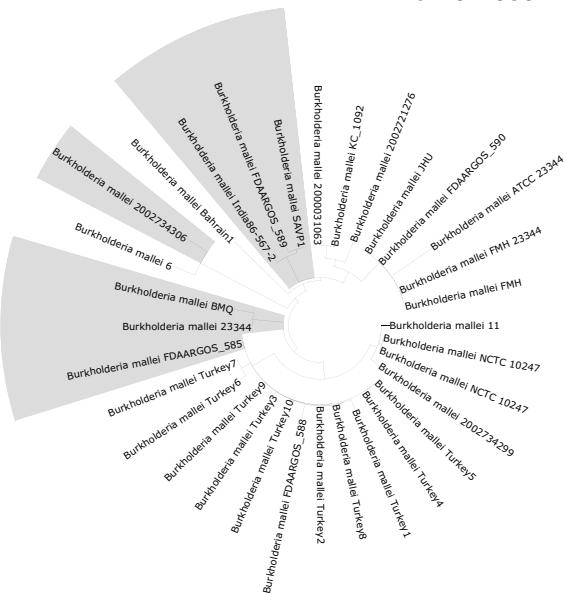 Burkholderia mallei 2000031063
Burkholderia mallei KC_1092
Burkholderia mallei 2002721276
Burkholderia mallei JHU
Burkholderia mallei FDAARGOS_590
Burkholderia mallei ATCC 23344
Burkholderia mallei FMH 23344
Burkholderia mallei FMH
Burkholderia mallei 11
Burkholderia mallei NCTC 10247
Burkholderia mallei NCTC 10247
Burkholderia mallei 2002734299
Burkholderia mallei Turkey5
Burkholderia mallei Turkey4
Burkholderia mallei Turkey1
Burkholderia mallei Turkey8
Burkholderia mallei Turkey2
Burkholderia mallei FDAARGOS_588
Burkholderia mallei Turkey10
Burkholderia mallei Turkey3
Burkholderia mallei Turkey9
Burkholderia mallei Turkey6
Burkholderia mallei Turkey7
Burkholderia mallei FDAARGOS_585
Burkholderia mallei 23344
Burkholderia mallei BMQ
Burkholderia mallei 6
Burkholderia mallei 2002734306
Burkholderia mallei Bahrain1
Burkholderia mallei India86-567-2
Burkholderia mallei FDAARGOS_589
Burkholderia mallei SAVP1